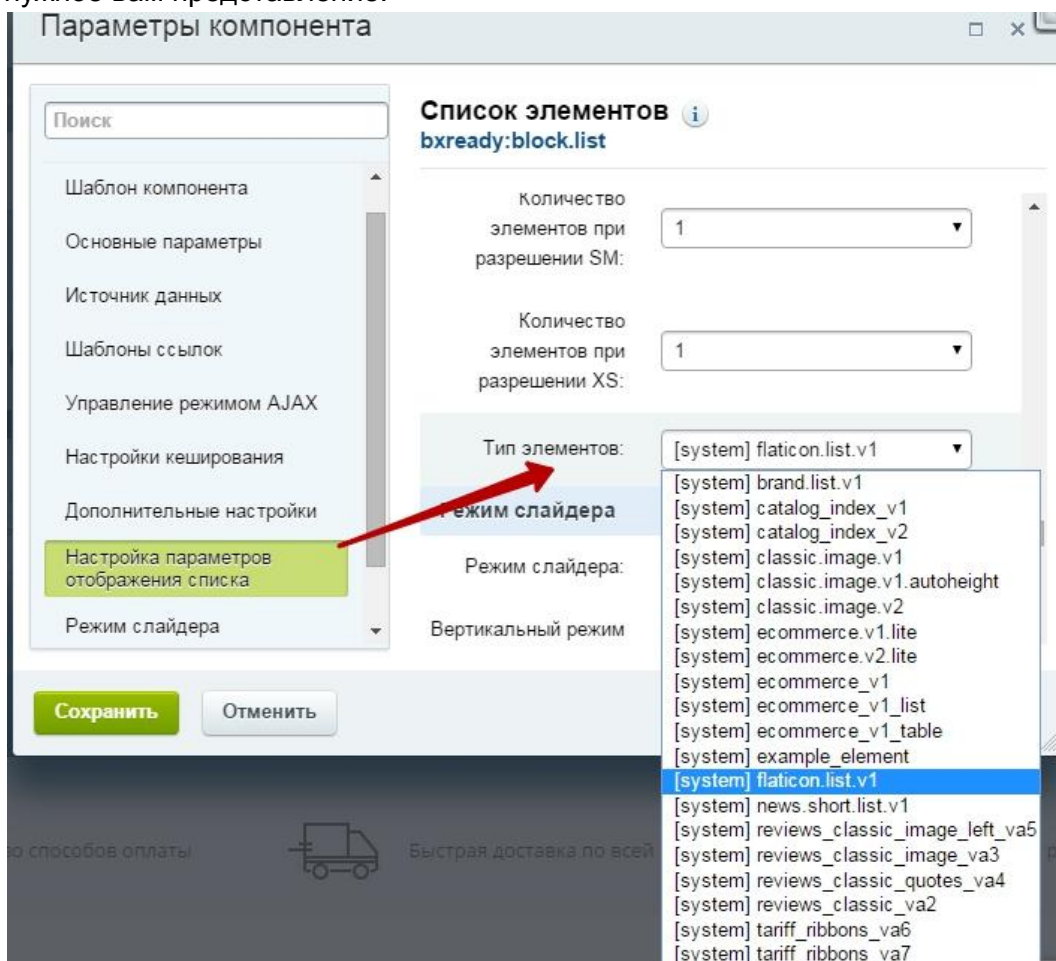 нужное вам представление.
Параметры компонента
Поиск
Шаблон компонента
Основные параметры
Источник данных
Шаблоны ссылок
Управление режимом AJAX
Настройки кеширования
Дополнительные настройки
Настройка параметров
отображения списка
Режим слайдера
Список элементов
bxready:block.list
Количество
элементов при
разрешении SM:
1
Количество
элементов при
разрешении XS:
1
Тип элементов:
[system] flaticon.list.v1
[system] brand.list.v1
[system] catalog_index_v1
[system] catalog_index_v2
[system] classic.image.v1
[system] classic.image.v1.autoheight
[system] classic.image.v2
[system] ecommerce.v1.lite
[system] ecommerce.v2.lite
[system] ecommerce_v1
[system] ecommerce_v1_list
[system] ecommerce_v1_table
[system] example_element
[system] flaticon.list.v1
[system] news.short.list.v1
[system] reviews_classic_image_left_va5
[system] reviews_classic_image_va3
[system] reviews_classic_quotes_va4
[system] reviews_classic_va2
[system] tariff_ribbons_va6
[system] tariff_ribbons_va7
Режим слайдера
Режим слайдера:
Вертикальный режим
Сохранить
Отменить
способов оплаты
Быстрая доставка по всей